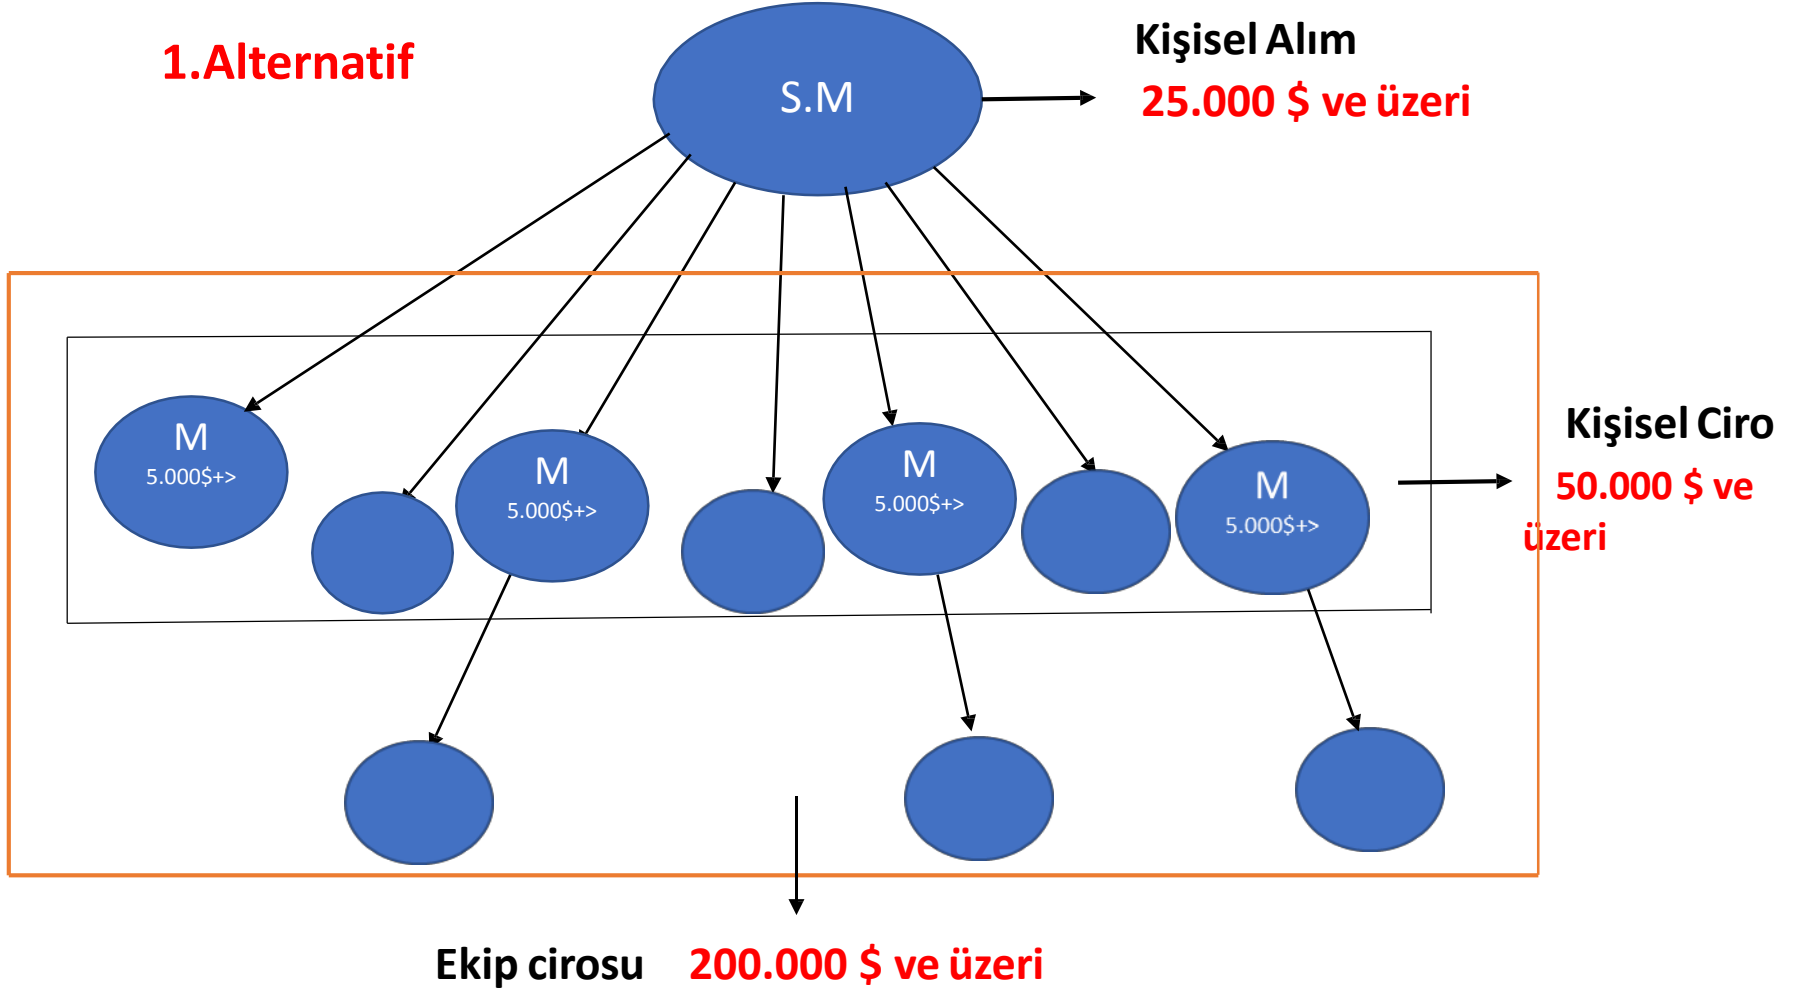 1.Alternatif
S.M
Kişisel Alım
25.000 $ ve üzeri
M
5.000$+>
M
5.000$+>
M
5.000$+>
M
5.000$+>
Kişisel Ciro
50.000 $ ve
üzeri
Ekip cirosu 200.000 $ ve üzeri